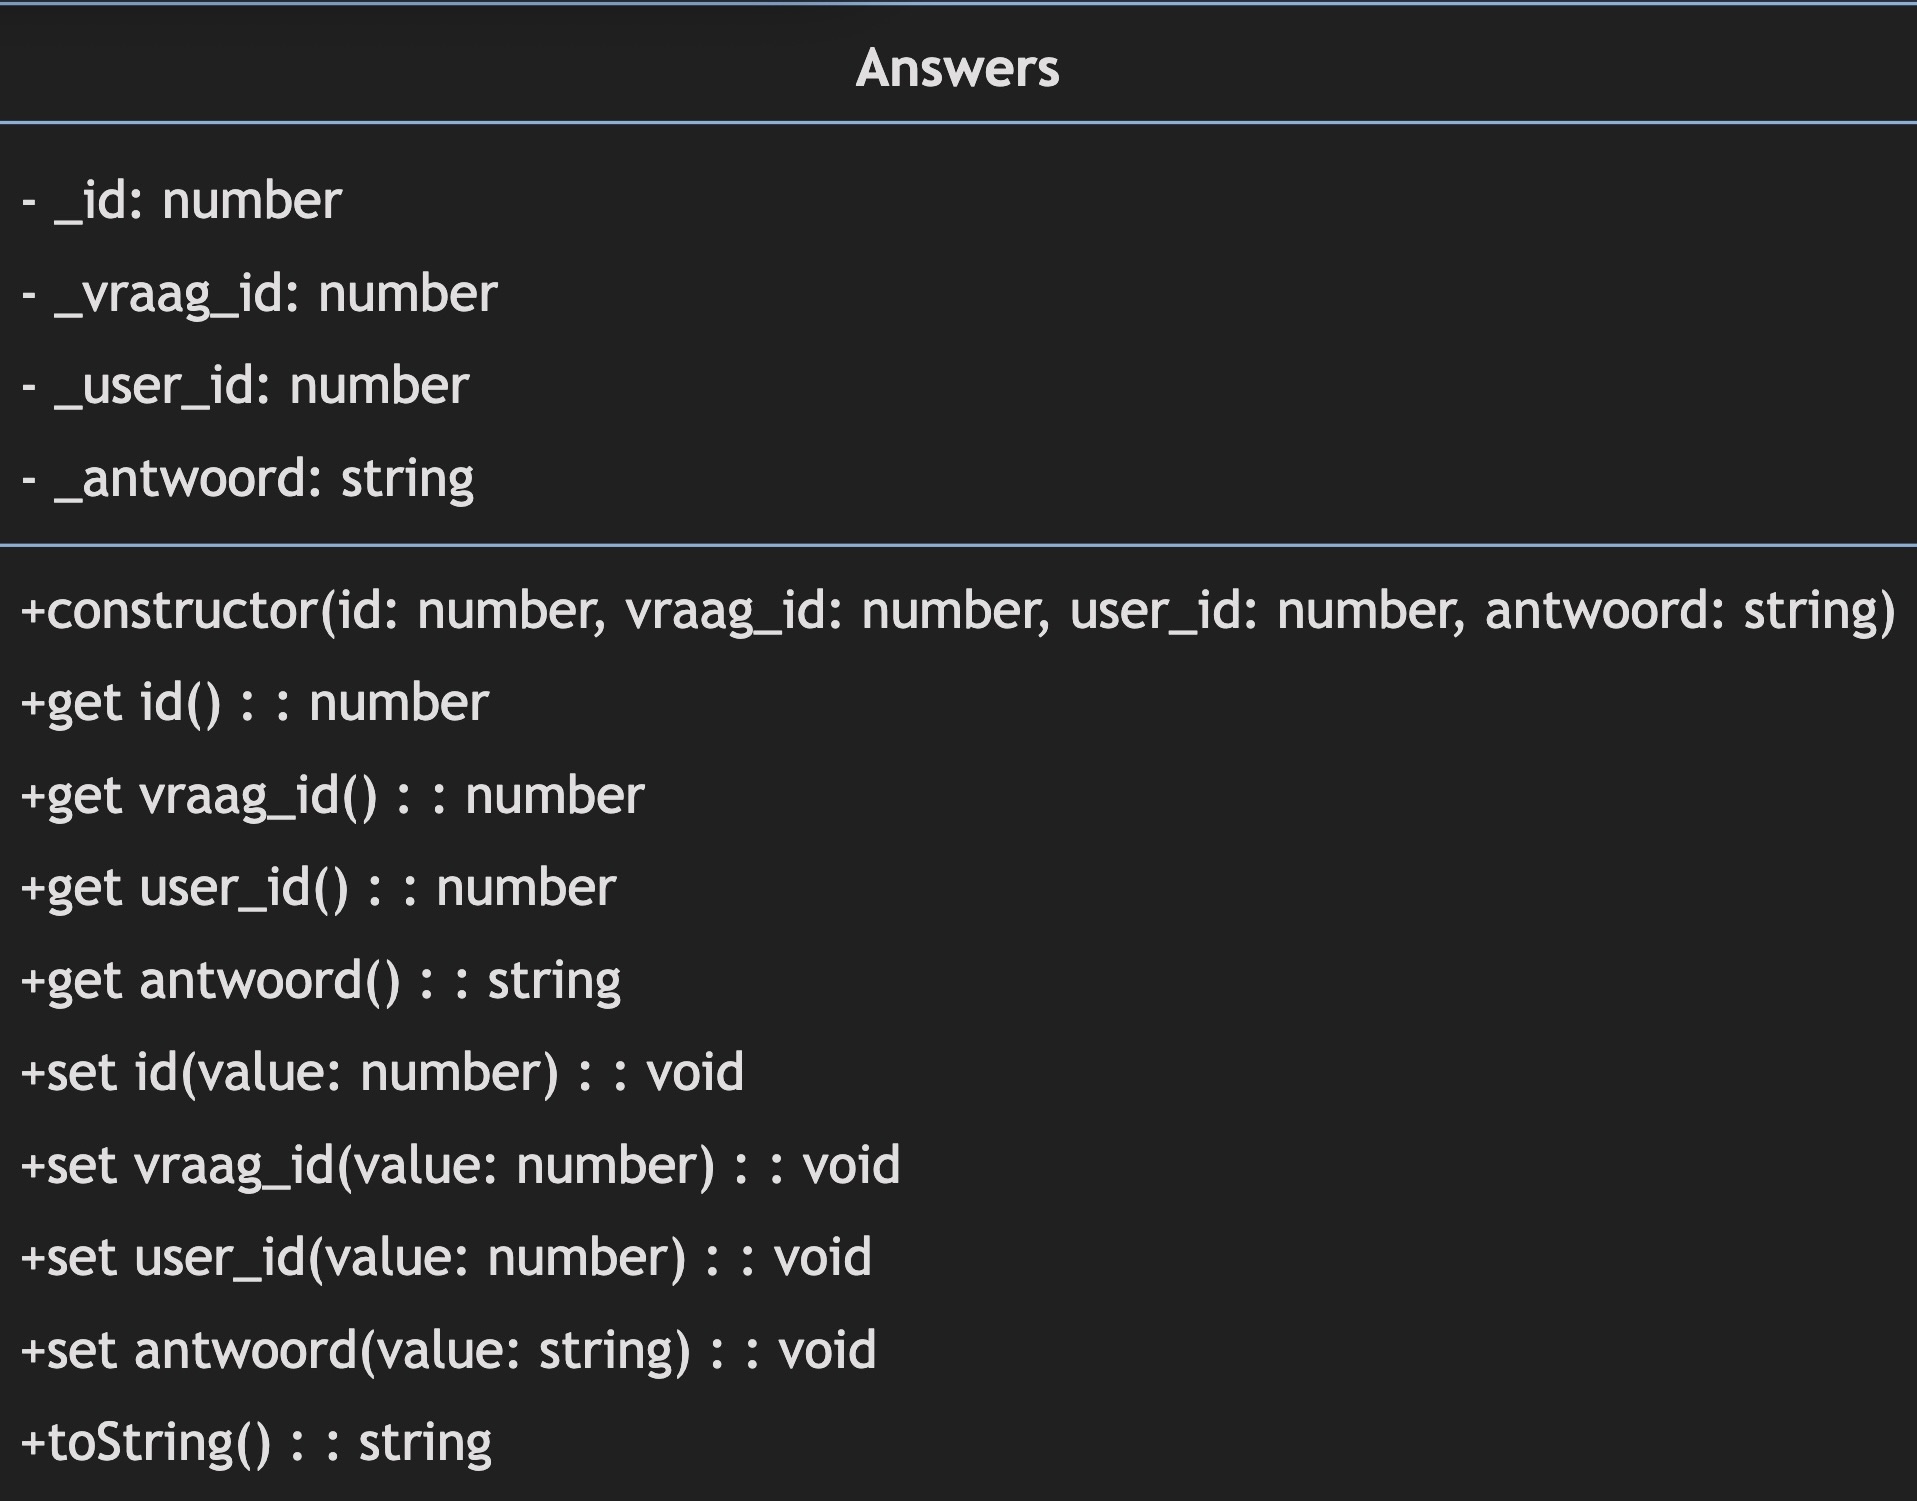 Answers
- _id: number
- _vraag_id: number
- _user_id: number
- _antwoord: string
+constructor(id: number, vraag_id: number, user_id: number, antwoord: string)
+get id() : : number
+get vraag_id() : : number
+get user_id() : : number
+get antwoord() : : string
+set id(value: number) : : void
+set vraag_id(value: number) : : void
+set user_id(value: number) : : void
+set antwoord(value: string) : : void
+toString() : : string